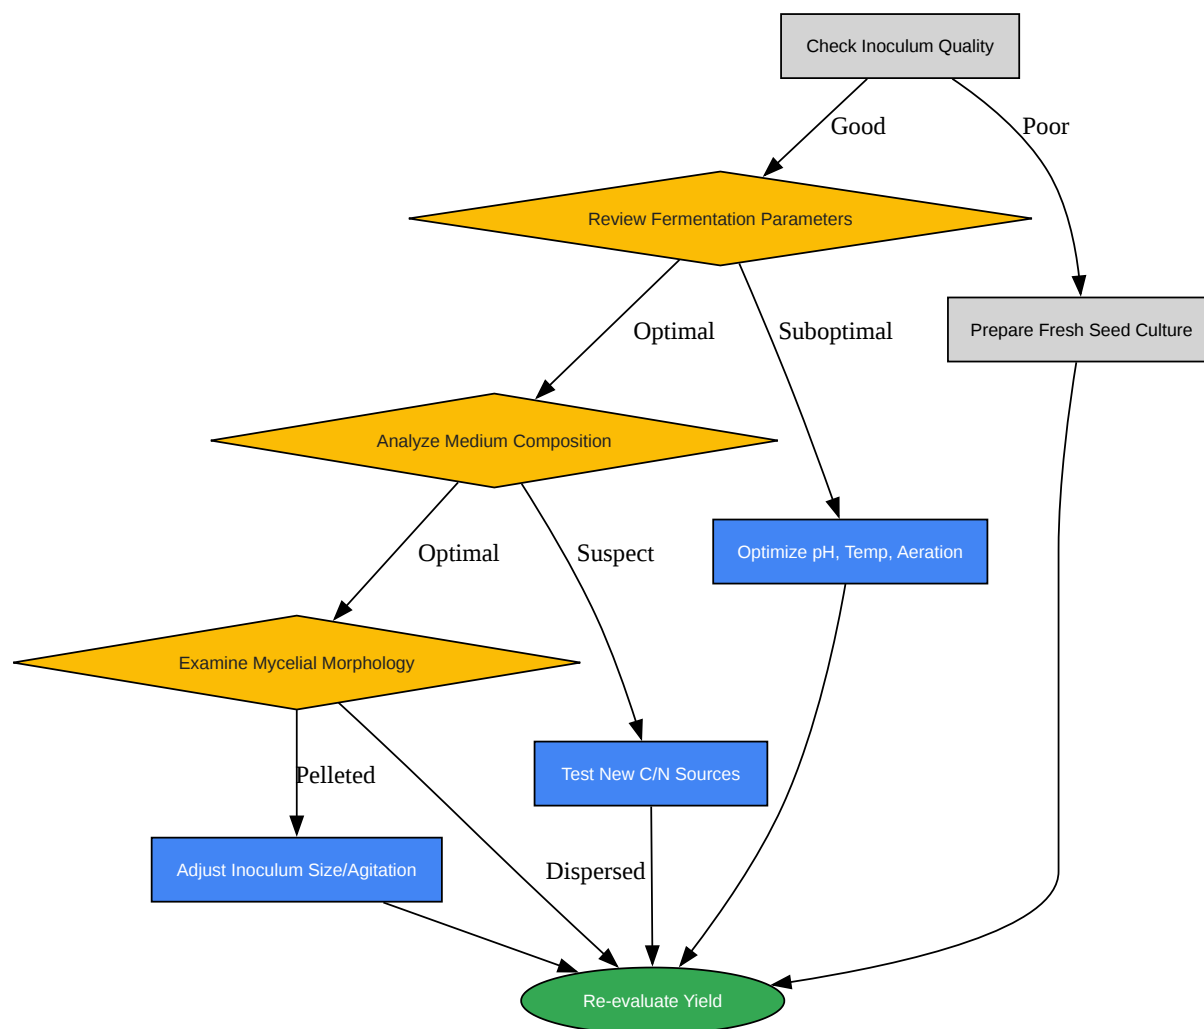 Check Inoculum Quality
Good
Poor
Review Fermentation Parameters
Prepare Fresh Seed Culture
Optimal
Suboptimal
Analyze Medium Composition
Optimal
Suspect
Optimize pH, Temp, Aeration
Examine Mycelial Morphology
Pelleted
Test New C/N Sources
Adjust Inoculum Size/Agitation
Dispersed
Re-evaluate Yield